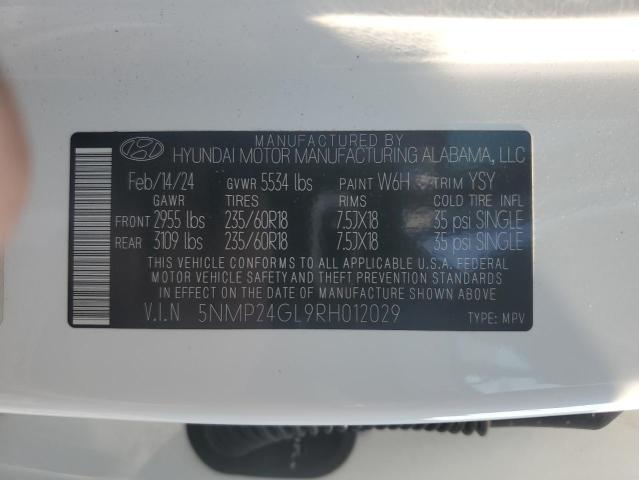 MANUFACTURED BY
HYUNDAI MOTOR MANUFACTURING ALABAMA, LLC
Feb/14/24 GVWR 5534 lbs PAINT W6H TRIM YSY
GAWR TIRES RIMS COLD TIRE INFL
FRONT 2955 lbs 235/60R18 7.5JX18 35 psi SINGLE
REAR 3109 lbs 235/60R18 7.5JX18 35 psi SINGLE
THIS VEHICLE CONFORMS TO ALL APPLICABLE U.S.A. FEDERAL
MOTOR VEHICLE SAFETY AND THEFT PREVENTION STANDARDS
IN EFFECT ON THE DATE OF MANUFACTURE SHOWN ABOVE
V.I.N 5NMP24GL9RH012029 TYPE: MPV